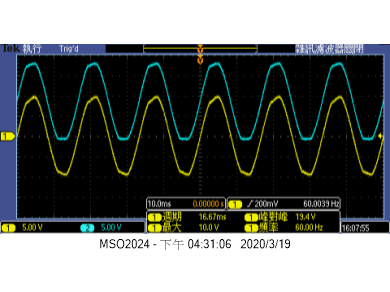 Tek 執行 Trig'd 雜訊濾波器關閉
1
10.0ms 0.00000 s 1 ∕ 200mV 60.0039 Hz
1 週期 16.67ms 1 峰對峰 19.4 V
1 最大 10.0 V 1 頻率 60.00 Hz
1 5.00 V 2 5.00 V 16:07:55
MSO2024 - 下午 04:31:06 2020/3/19